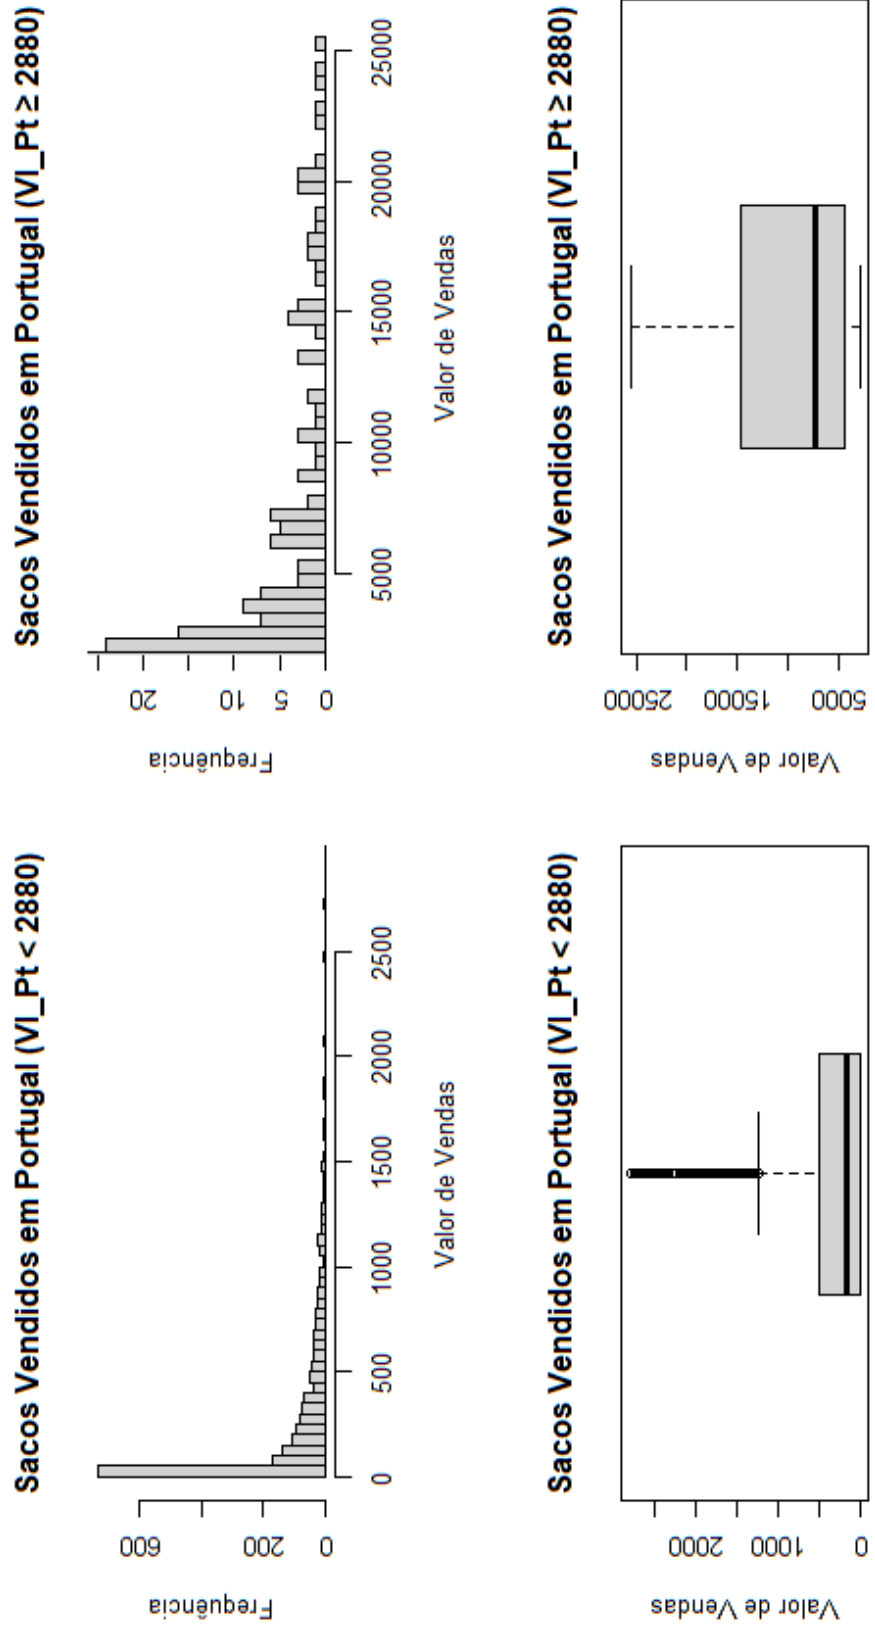 Sacos Vendidos em Portugal (Vl_Pt < 2880)
Frequência
0 200 600
0 500 1000 1500 2000 2500
Valor de Vendas
Sacos Vendidos em Portugal (Vl_Pt ≥ 2880)
Frequência
0 5 10 20
5000 10000 15000 20000 25000
Valor de Vendas
Sacos Vendidos em Portugal (Vl_Pt < 2880)
Valor de Vendas
0 1000 2000
Sacos Vendidos em Portugal (Vl_Pt ≥ 2880)
Valor de Vendas
5000 15000 25000